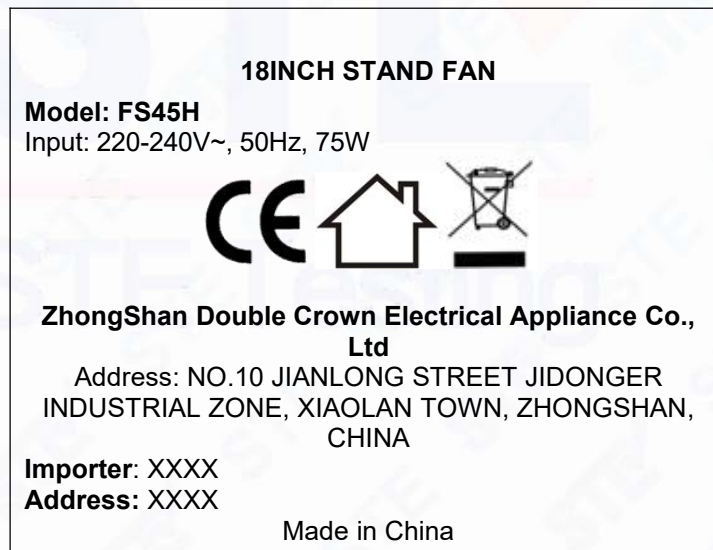 18INCH STAND FAN
Model: FS45H
Input: 220-240V~, 50Hz, 75W
CE
ZhongShan Double Crown Electrical Appliance Co.,
Ltd
Address: NO.10 JIANLONG STREET JIDONGER
INDUSTRIAL ZONE, XIAOLAN TOWN, ZHONGSHAN,
CHINA
Importer: XXXX
Address: XXXX
Made in China